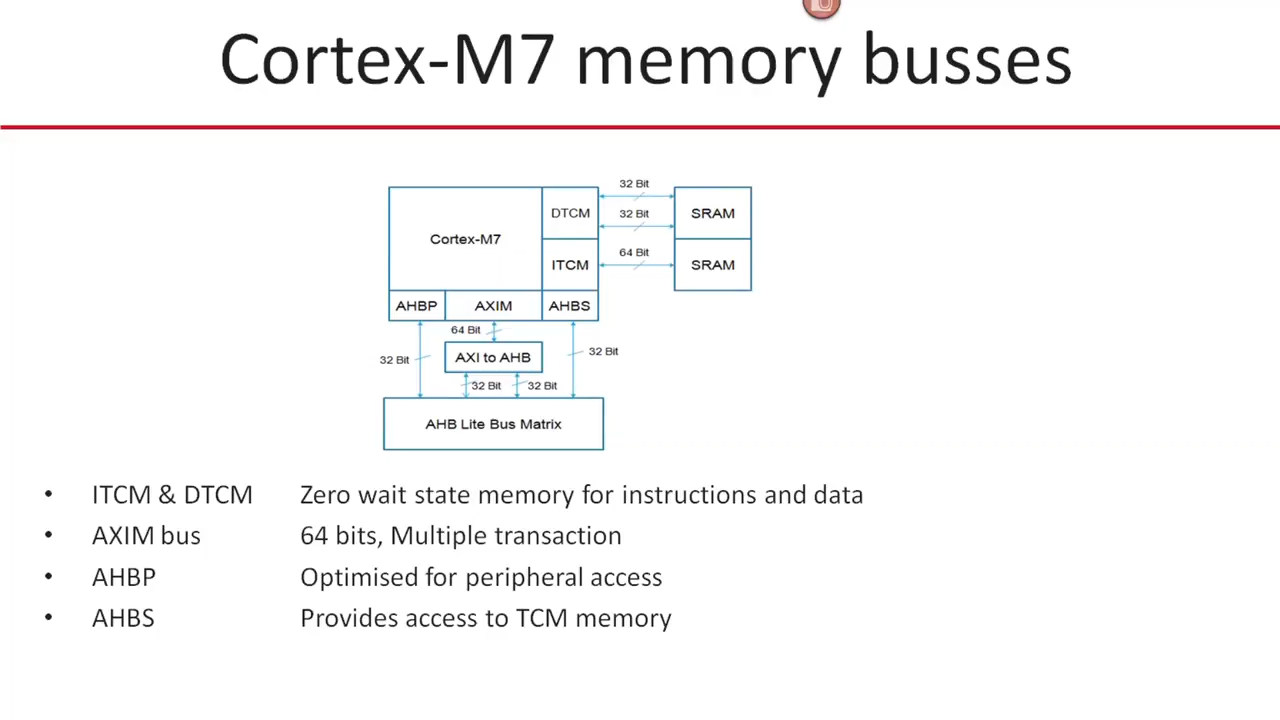 Cortex-M7 memory busses
32 Bit
DTCM
32 Bit
SRAM
Cortex-M7
64 Bit
ITCM
SRAM
AHBP
AXIM
AHBS
64 Bit
32 Bit
AXI to AHB
32 Bit
32 Bit
32 Bit
AHB Lite Bus Matrix
• ITCM & DTCM Zero wait state memory for instructions and data
• AXIM bus 64 bits, Multiple transaction
• AHBP Optimised for peripheral access
• AHBS Provides access to TCM memory